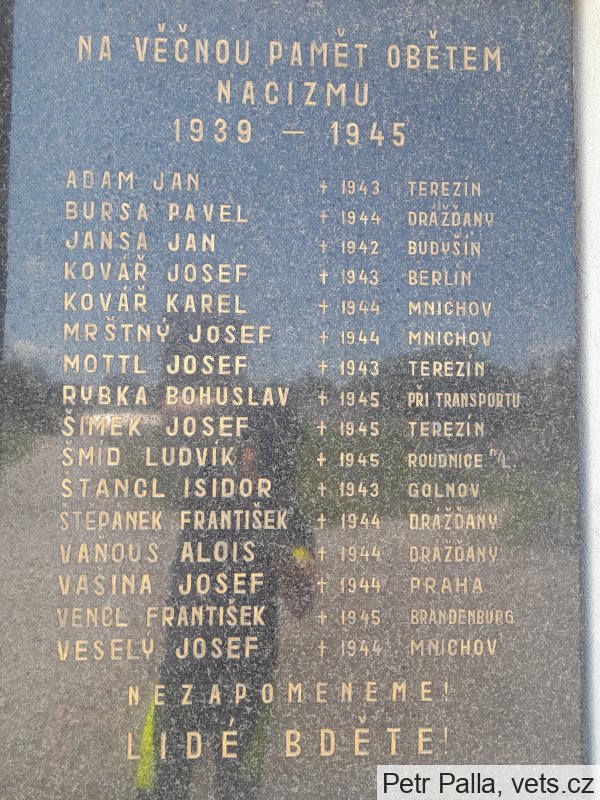 NA VĚČNOU PAMĚT OBĚTEM
NACIZMU
1939 – 1945
ADAM JAN + 1943 TEREZÍN
BURSA PAVEL + 1944 DRÁŽĎANY
JANSA JAN + 1942 BUDYŠÍN
KOVÁŘ JOSEF + 1943 BERLÍN
KOVÁŘ KAREL + 1944 MNICHOV
MRŠTNÝ JOSEF + 1944 MNICHOV
MOTTL JOSEF + 1943 TEREZÍN
RYBKA BOHUSLAV + 1945 PŘI TRANSPORTU
ŠIMEK JOSEF + 1945 TEREZÍN
ŠMÍD LUDVÍK + 1945 ROUDNICE N/L.
ŠTANCL ISIDOR + 1943 GOLNOV
ŠTĚPÁNEK FRANTIŠEK + 1944 DRÁŽĎANY
VAŇOUS ALOIS + 1944 DRÁŽĎANY
VASINA JOSEF + 1944 PRAHA
VENCL FRANTIŠEK + 1945 BRANDENBURG
VESELÝ JOSEF + 1944 MNICHOV
NEZAPOMENEME!
LIDÉ BDĚTE!
Petr Palla, vets.cz